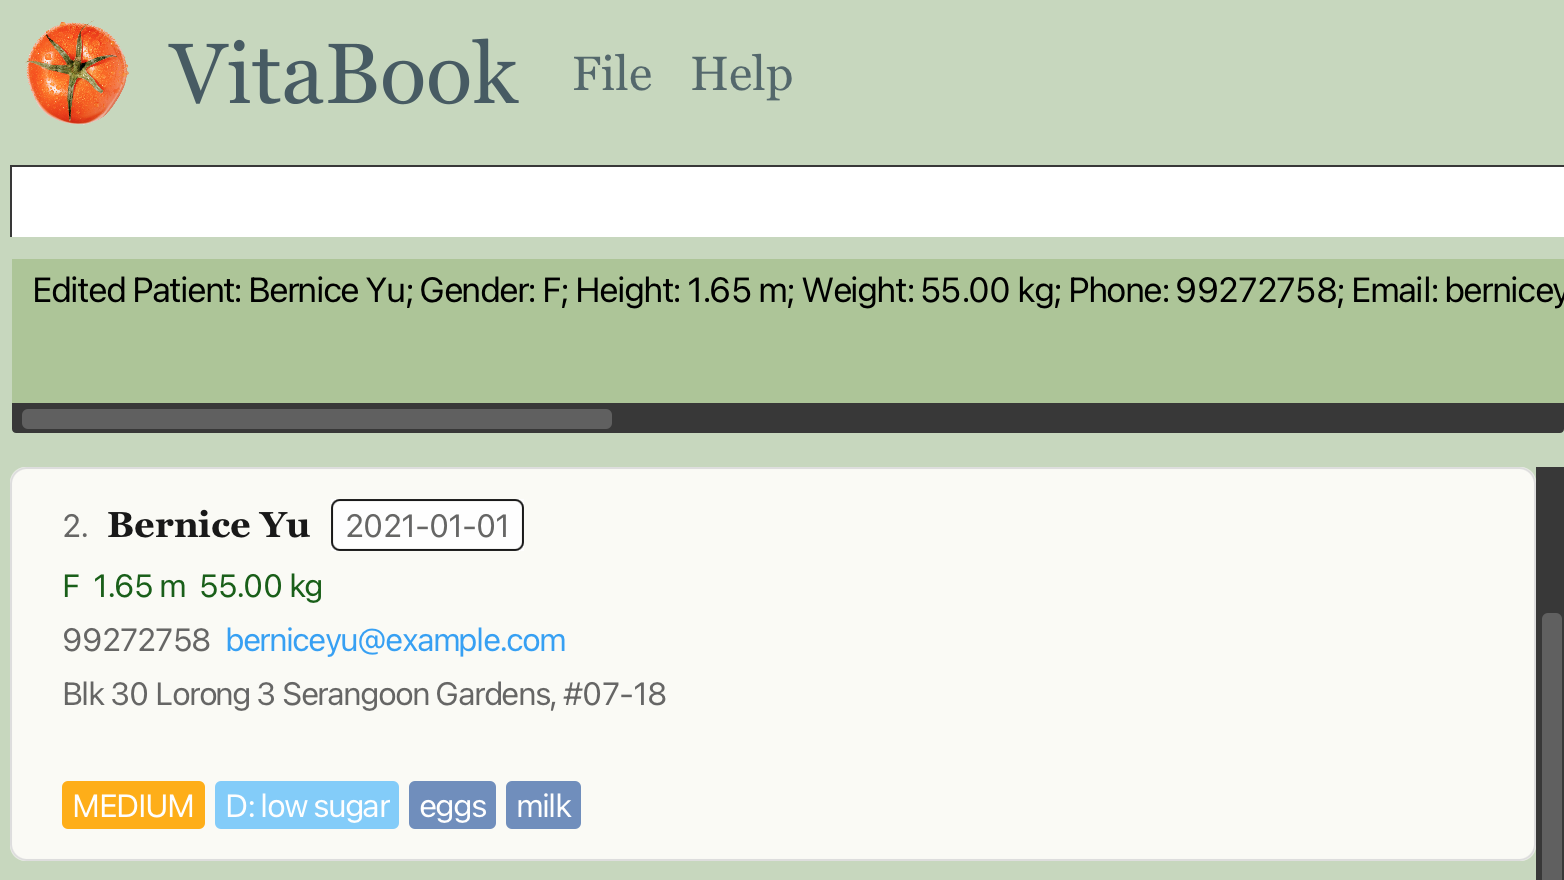 VitaBook File Help
Edited Patient: Bernice Yu; Gender: F; Height: 1.65 m; Weight: 55.00 kg; Phone: 99272758; Email: bernicey
2. Bernice Yu 2021-01-01
F 1.65 m 55.00 kg
99272758 berniceyu@example.com
Blk 30 Lorong 3 Serangoon Gardens, #07-18
MEDIUM D: low sugar eggs milk